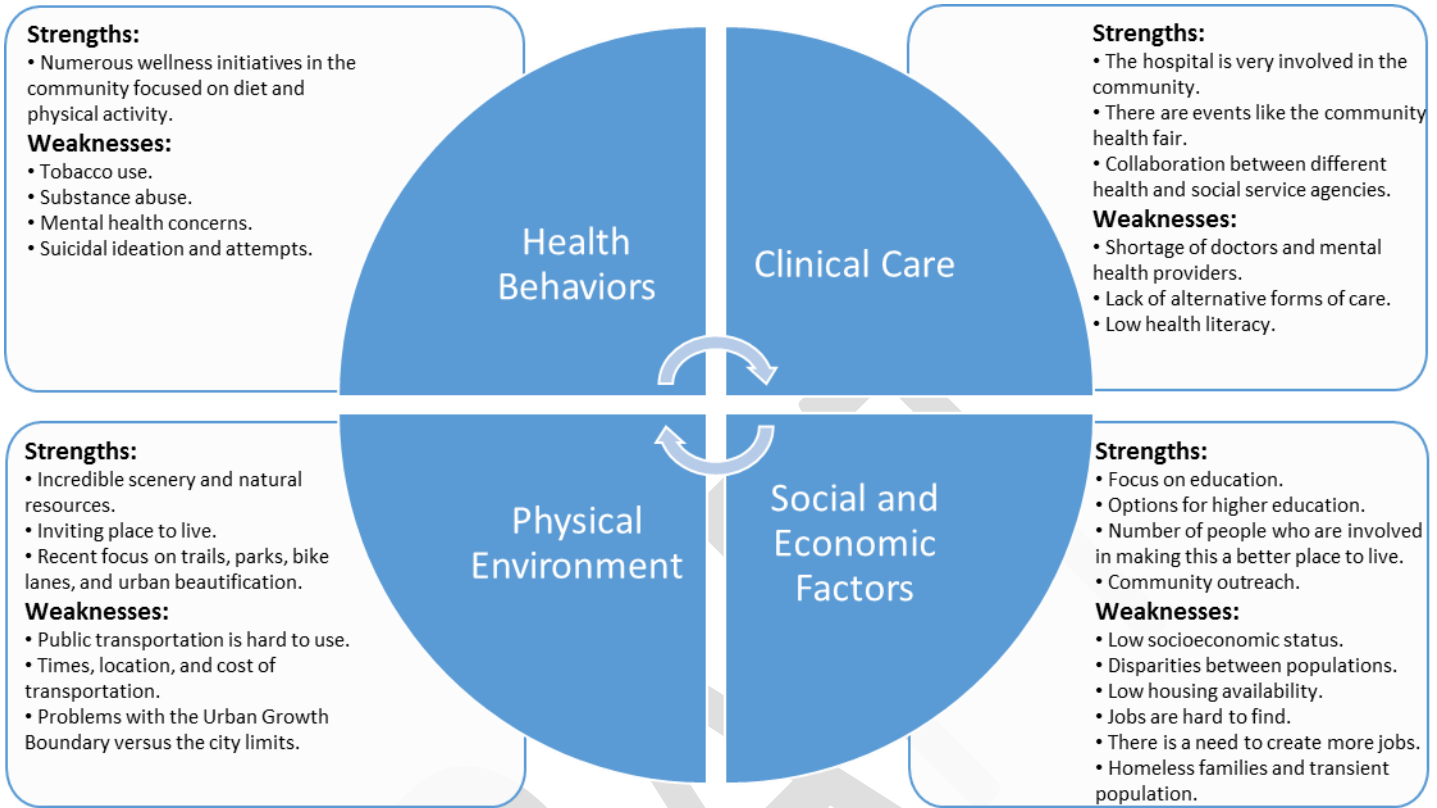 Strengths:
• Numerous wellness initiatives in the
community focused on diet and
physical activity.
Weaknesses:
• Tobacco use.
• Substance abuse.
• Mental health concerns.
• Suicidal ideation and attempts.
Health
Behaviors
Clinical Care
Strengths:
• The hospital is very involved in the
community.
• There are events like the community
health fair.
• Collaboration between different
health and social service agencies.
Weaknesses:
• Shortage of doctors and mental
health providers.
• Lack of alternative forms of care.
• Low health literacy.
Strengths:
• Incredible scenery and natural
resources.
• Inviting place to live.
• Recent focus on trails, parks, bike
lanes, and urban beautification.
Weaknesses:
• Public transportation is hard to use.
• Times, location, and cost of
transportation.
• Problems with the Urban Growth
Boundary versus the city limits.
Physical
Environment
Social and
Economic
Factors
Strengths:
• Focus on education.
• Options for higher education.
• Number of people who are involved
in making this a better place to live.
• Community outreach.
Weaknesses:
• Low socioeconomic status.
• Disparities between populations.
• Low housing availability.
• Jobs are hard to find.
• There is a need to create more jobs.
• Homeless families and transient
population.